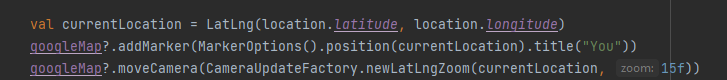 val currentLocation = LatLng(location.latitude, location.longitude)
googleMap?.addMarker(MarkerOptions().position(currentLocation).title("You"))
googleMap?.moveCamera(CameraUpdateFactory.newLatLngZoom(currentLocation, zoom: 15f))